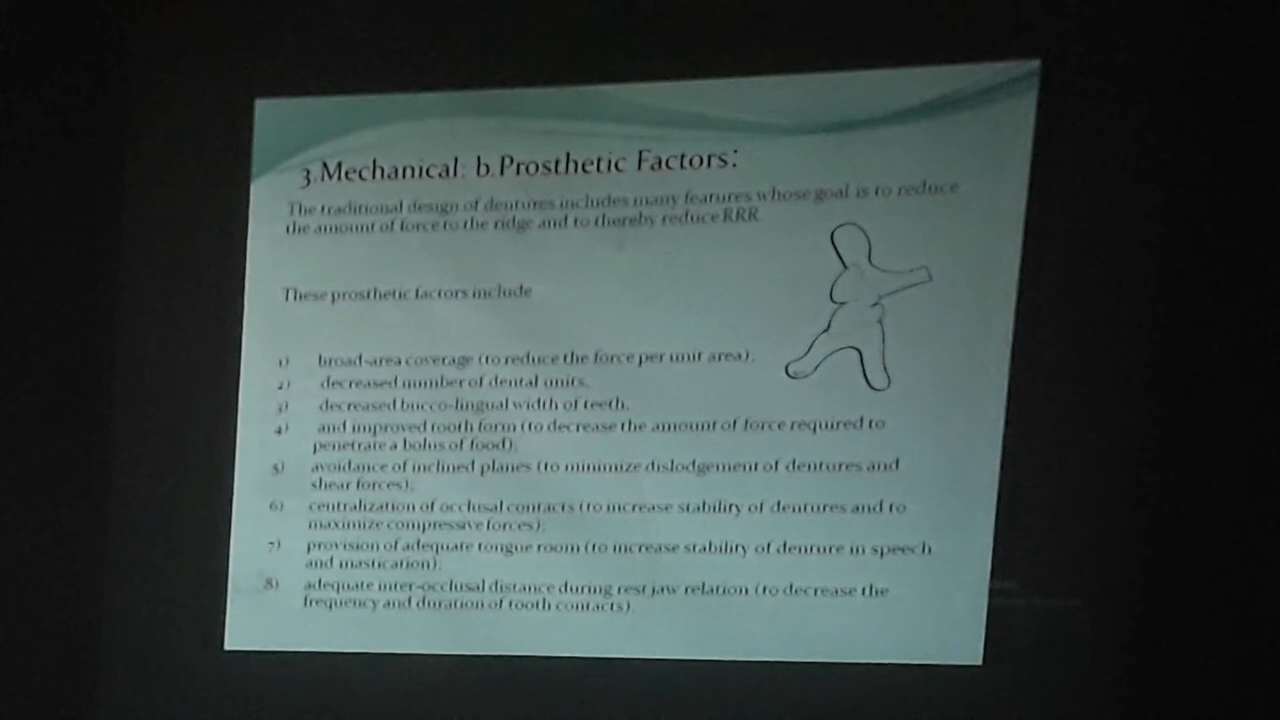 3.Mechanical: b.Prosthetic Factors:
The traditional design of dentures includes many features whose goal is to reduce
the amount of force to the ridge and to thereby reduce RRR.
These prosthetic factors include
1) broad-area coverage (to reduce the force per unit area),
2) decreased number of dental units,
3) decreased bucco-lingual width of teeth,
4) and improved tooth form (to decrease the amount of force required to
penetrate a bolus of food);
5) avoidance of inclined planes (to minimize dislodgement of dentures and
shear forces);
6) centralization of occlusal contacts (to increase stability of dentures and to
maximize compressive forces);
7) provision of adequate tongue room (to increase stability of denture in speech
and mastication);
8) adequate inter-occlusal distance during rest jaw relation (to decrease the
frequency and duration of tooth contacts).